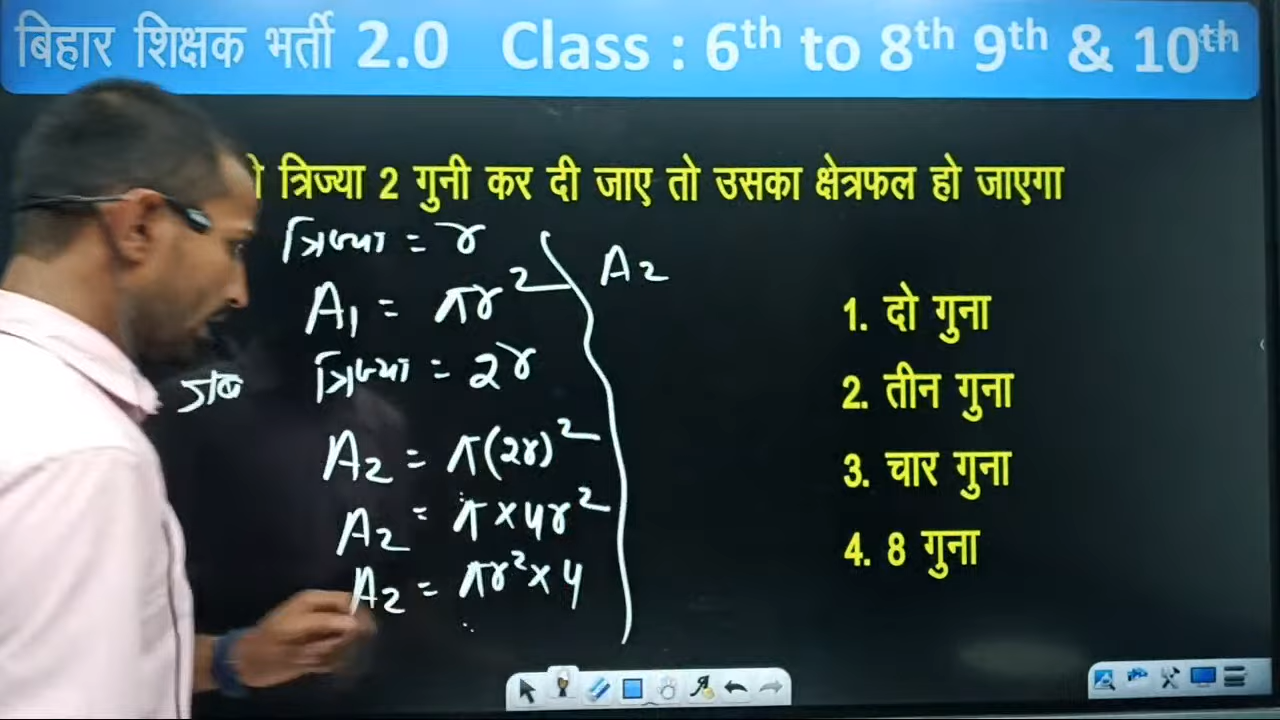 बिहार शिक्षक भर्ती 2.0 Class : 6th to 8th 9th & 10th
त्रिज्या 2 गुनी कर दी जाए तो उसका क्षेत्रफल हो जाएगा
त्रिज्या = r
A₁ = πr²
जब त्रिज्या = 2r
A₂ = π(2r)²
A₂ = π×4r²
A₂ = πr²×4
A₂
1. दो गुना
2. तीन गुना
3. चार गुना
4. 8 गुना